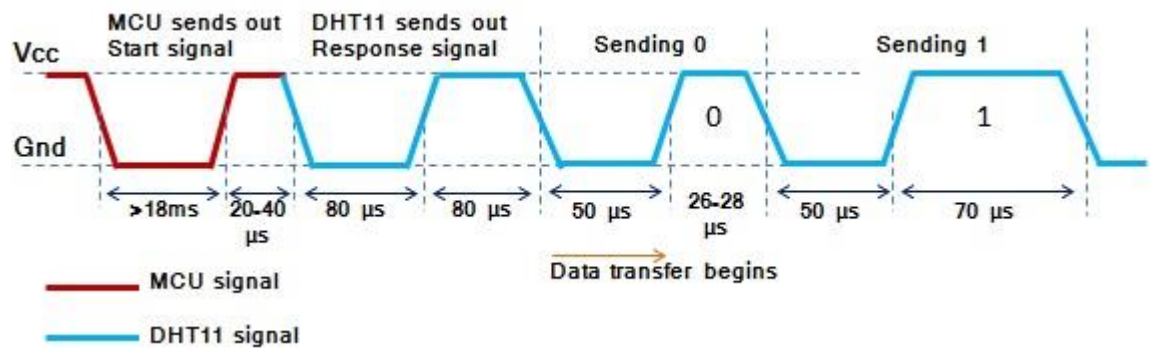 MCU sends out
Start signal
DHT11 sends out
Response signal
Sending 0
Sending 1
Vcc
0
1
Gnd
>18ms
20-40
µs
80 µs
80 µs
50 µs
26-28
µs
50 µs
70 µs
Data transfer begins
MCU signal
DHT11 signal